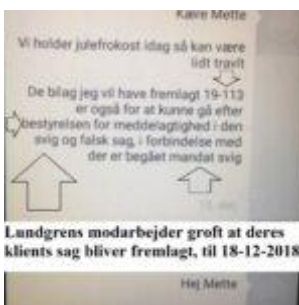 Kære Mette
Vi holder julefrokost idag så kan være
lidt travlt
De bilag jeg vil have fremlagt 19-113
er også for at kunne gå efter
bestyrelsen for meddelagtighed i den
svig og falsk sag, i forbindelse med
der er begået mandat svig
Lundgrens modarbejder groft at deres
klients sag bliver fremlagt, til 18-12-2018
Hej Mette